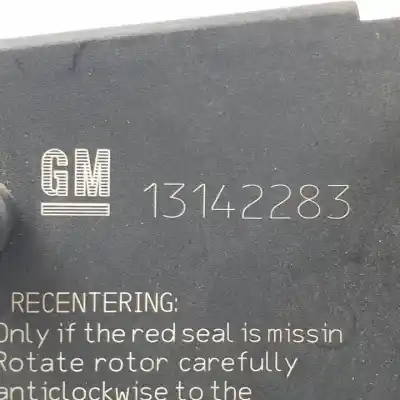 GM 13142283
RECENTERING:
Only if the red seal is missin
Rotate rotor carefully
anticlockwise to the